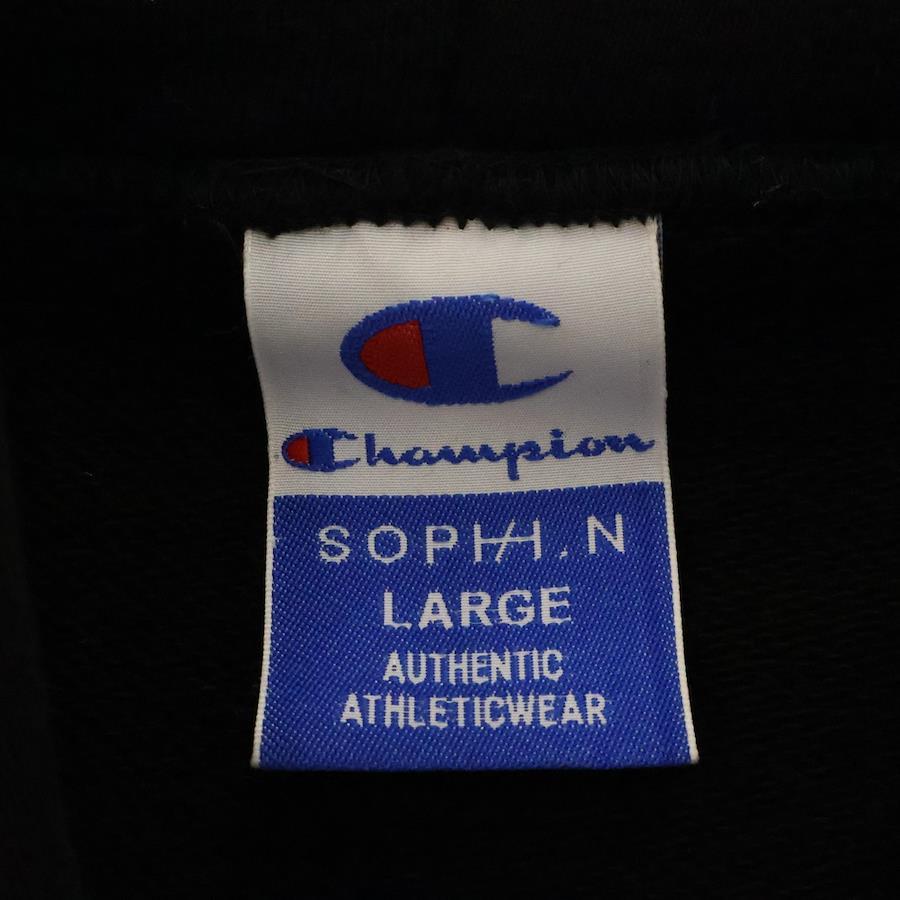 Champion
SOPH.N
LARGE
AUTHENTIC
ATHLETICWEAR